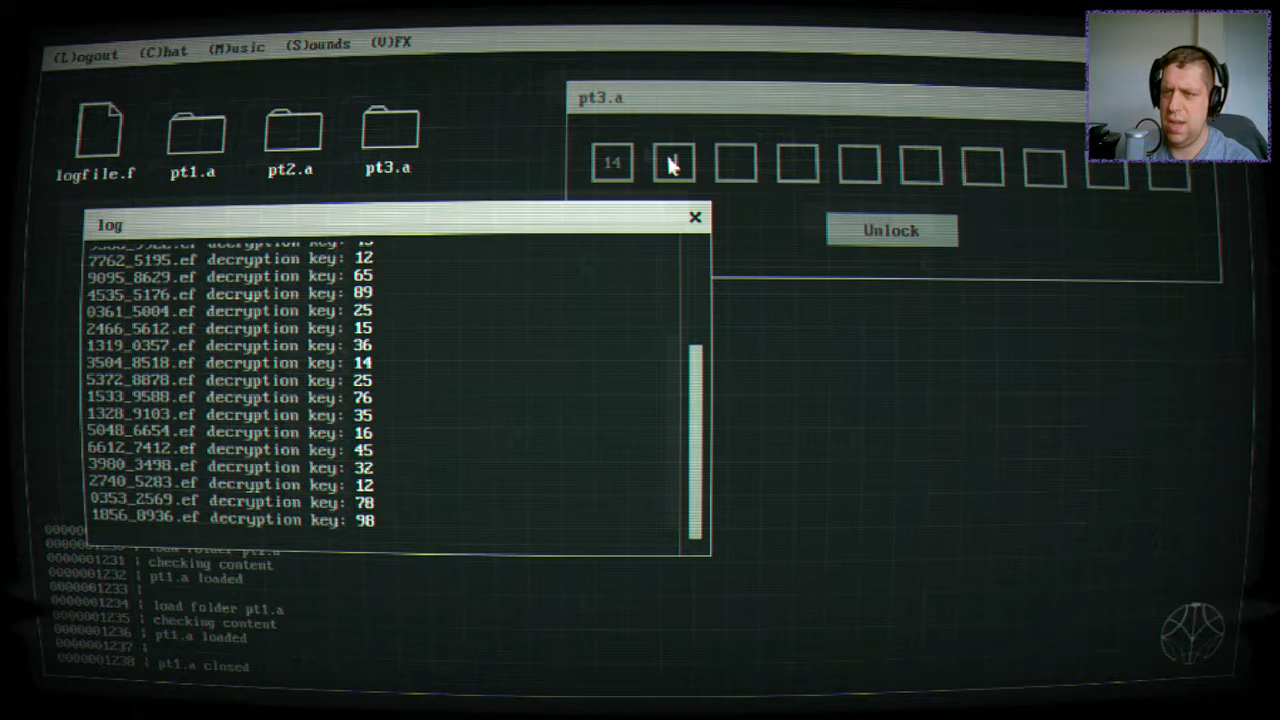 (L)ogout (C)hat (M)usic (S)ounds (V)FX
logfile.f pt1.a pt2.a pt3.a
pt3.a
14
Unlock
log
7762_5195.ef decryption key: 12
9095_8629.ef decryption key: 65
4535_5176.ef decryption key: 89
0361_5004.ef decryption key: 25
2466_5612.ef decryption key: 15
1319_0357.ef decryption key: 36
3504_8518.ef decryption key: 14
5372_8878.ef decryption key: 25
1533_9588.ef decryption key: 76
1328_9103.ef decryption key: 35
5048_6654.ef decryption key: 16
6612_7412.ef decryption key: 45
3980_3498.ef decryption key: 32
2740_5283.ef decryption key: 12
0353_2569.ef decryption key: 78
1856_8936.ef decryption key: 98
0000001231 | checking content
0000001232 | pt1.a loaded
0000001233 |
0000001234 | load folder pt1.a
0000001235 | checking content
0000001236 | pt1.a loaded
0000001237 |
0000001238 | pt1.a closed